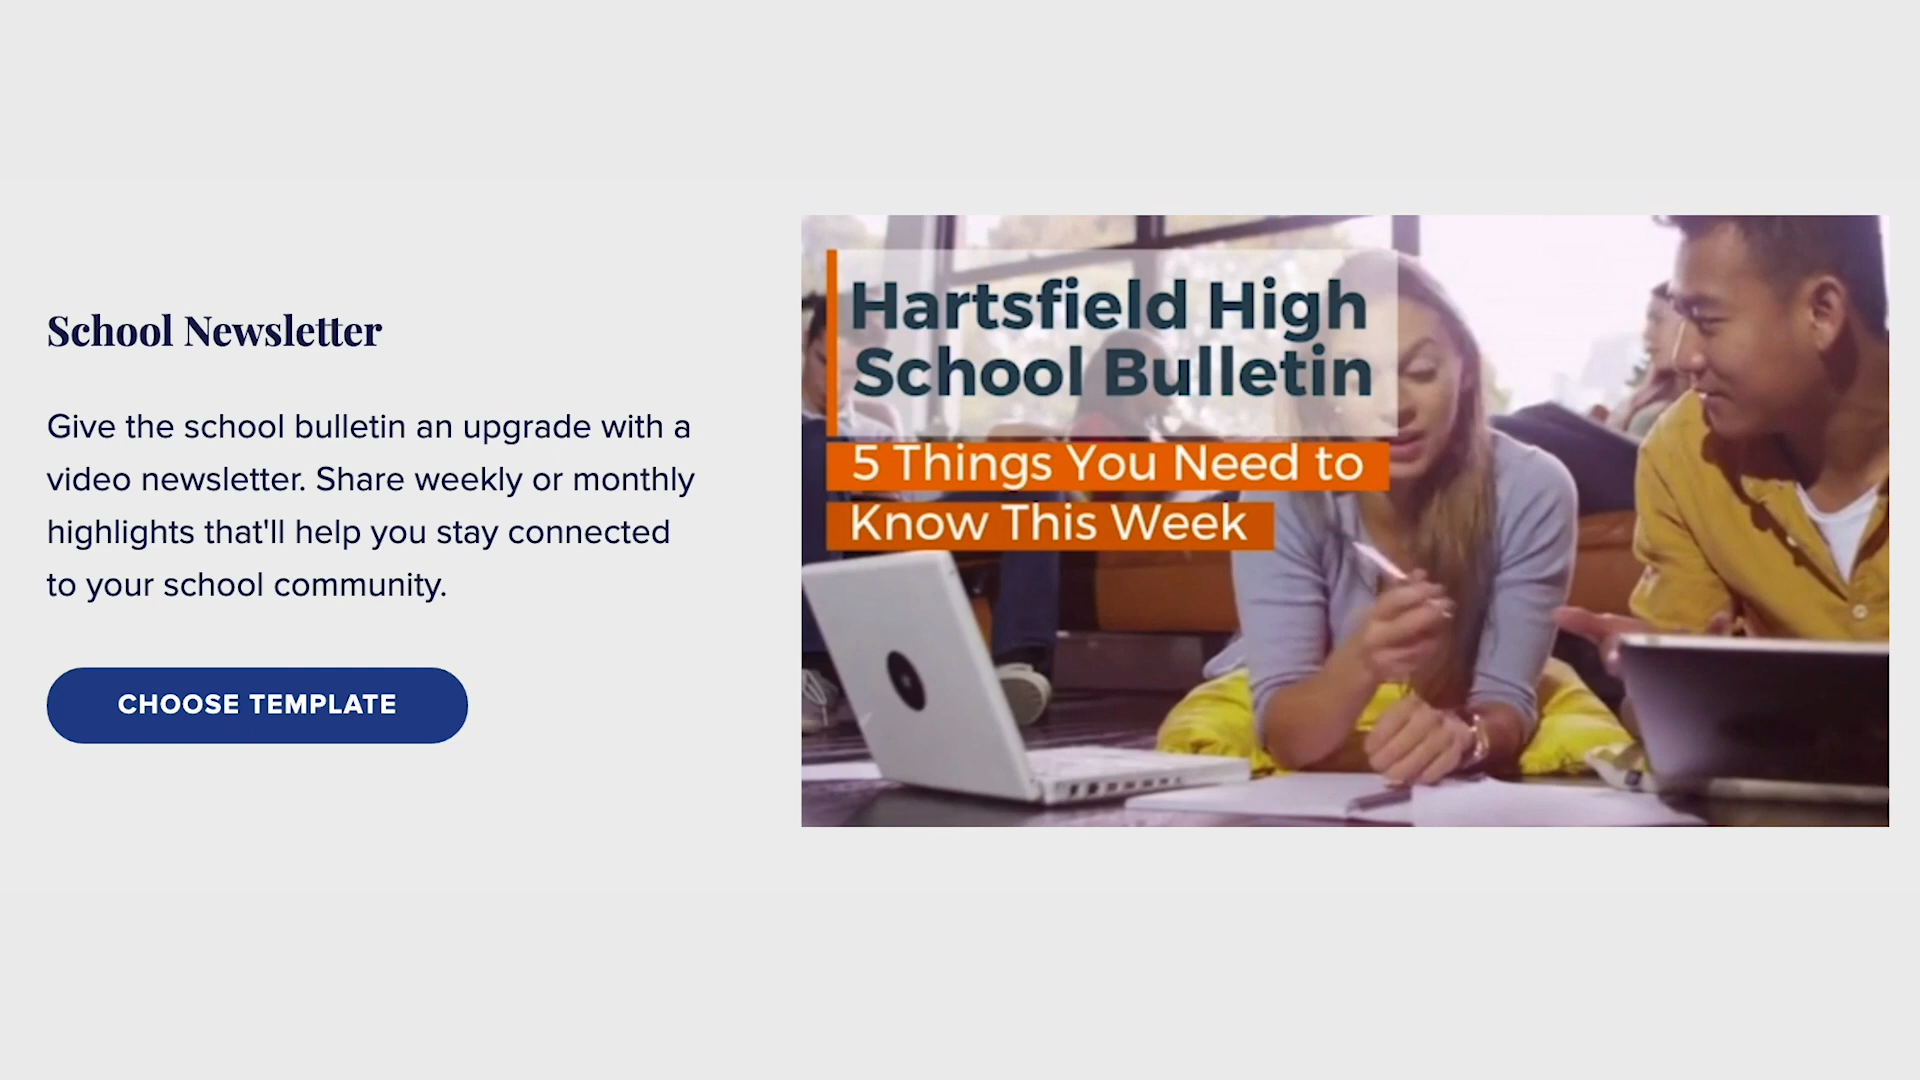 School Newsletter
Give the school bulletin an upgrade with a
video newsletter. Share weekly or monthly
highlights that'll help you stay connected
to your school community.
CHOOSE TEMPLATE
Hartsfield High
School Bulletin
5 Things You Need to
Know This Week